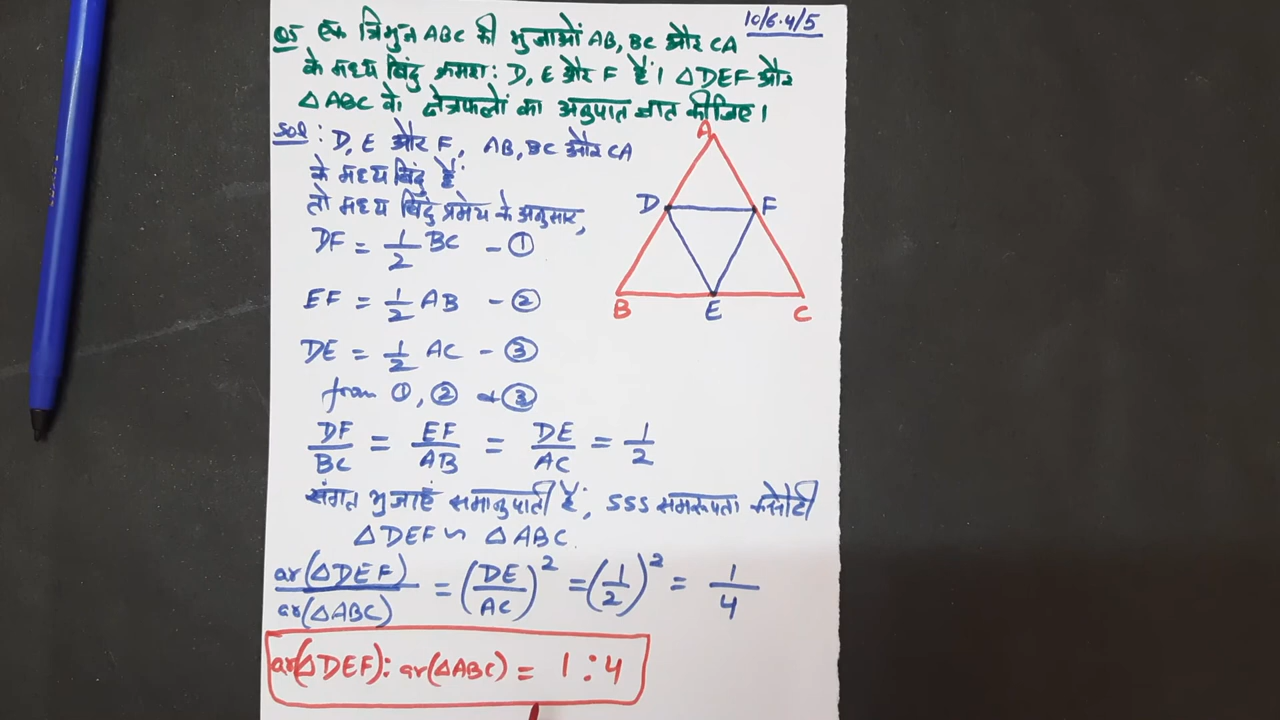 10/6.4/5
Q5 एक त्रिभुज ABC की भुजाओं AB, BC और CA
के मध्य बिंदु क्रमश: D, E और F हैं। △DEF और
△ABC के क्षेत्रफलों का अनुपात ज्ञात कीजिए।
Sol: D, E और F, AB, BC और CA
के मध्य बिंदु हैं
तो मध्य बिंदु प्रमेय के अनुसार,
DF = 1/2 BC - ①
EF = 1/2 AB - ②
DE = 1/2 AC - ③
from ①, ② & ③
DF/BC = EF/AB = DE/AC = 1/2
संगत भुजाएं समानुपाती हैं, SSS समरूपता कसौटी
△DEF ∽ △ABC
ar(△DEF)/ar(△ABC) = (DE/AC)² = (1/2)² = 1/4
ar(△DEF): ar(△ABC) = 1:4
A
D F
B E C